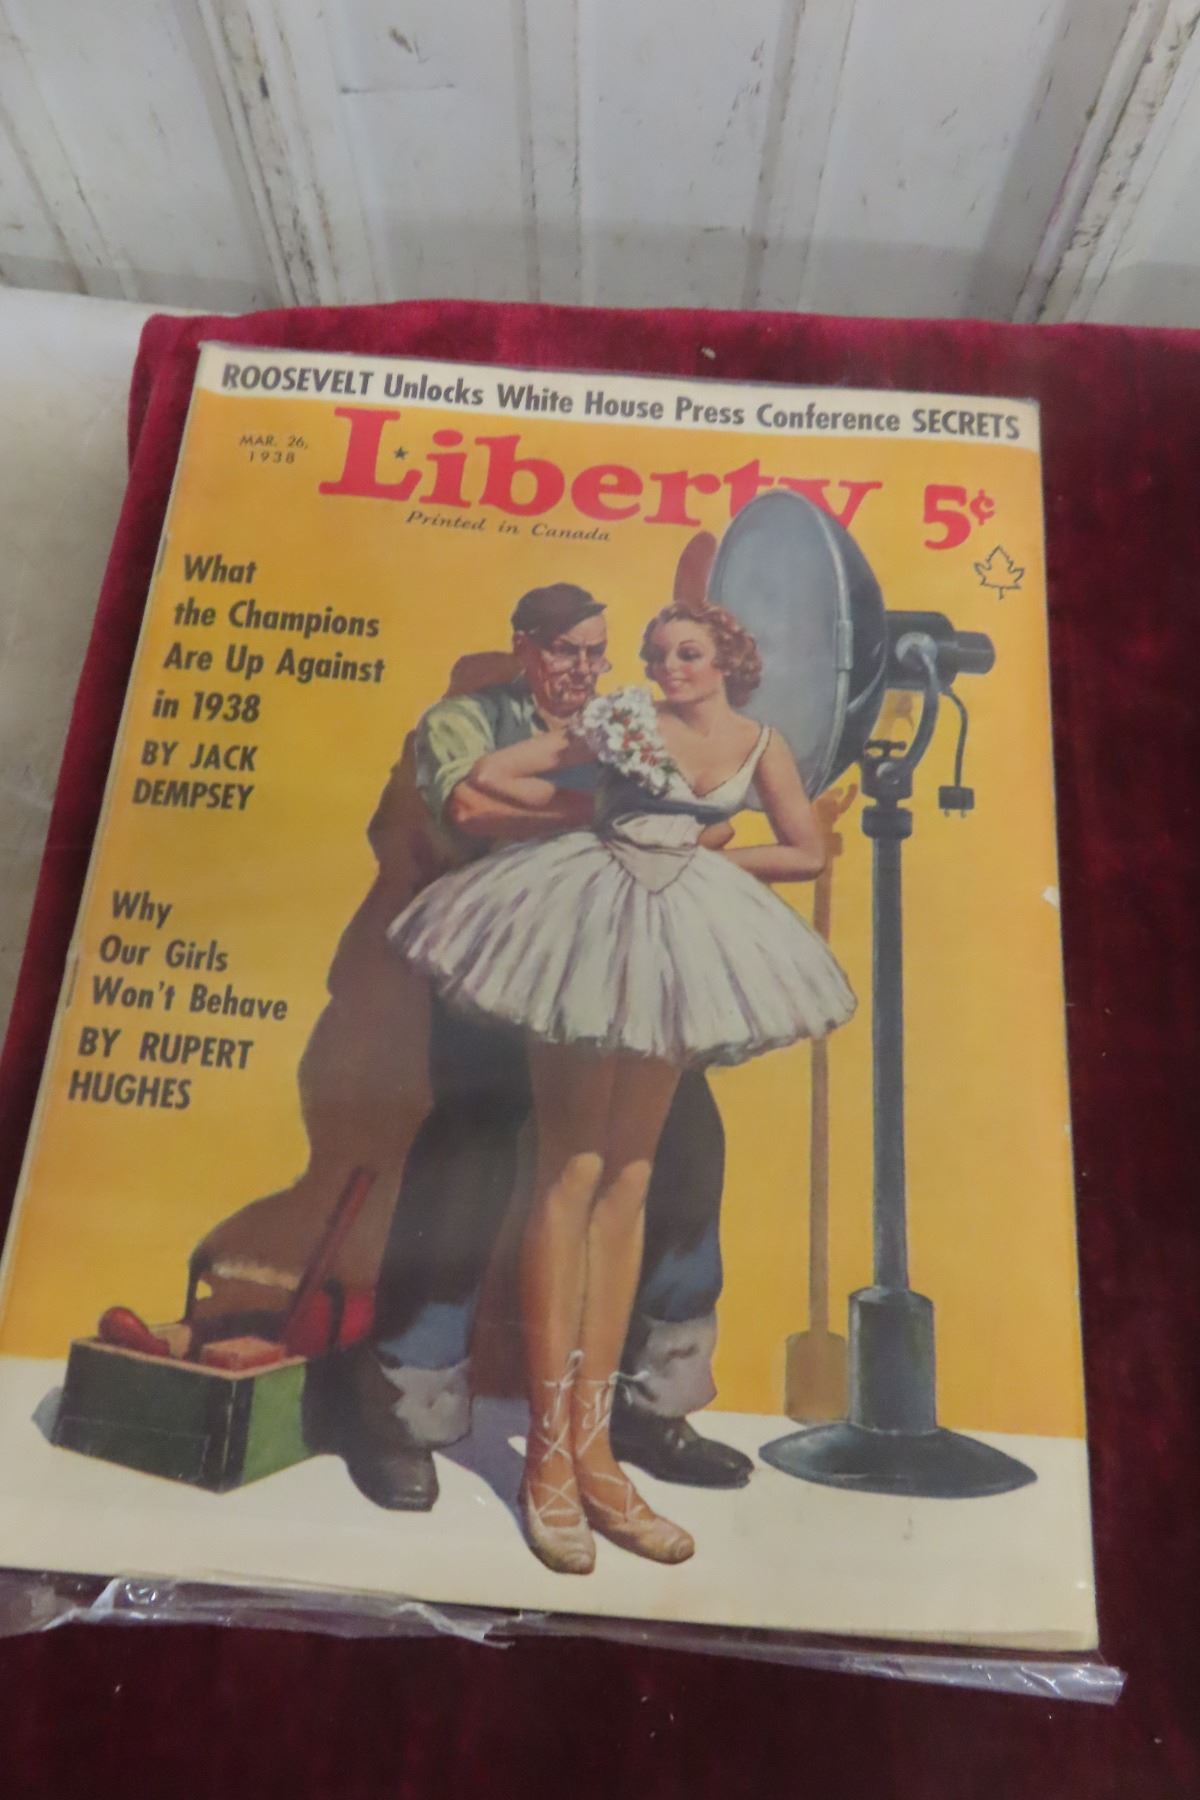 ROOSEVELT Unlocks White House Press Conference SECRETS
MAR. 26,
1938
Liberty
5¢
Printed in Canada
What
the Champions
Are Up Against
in 1938
BY JACK
DEMPSEY
Why
Our Girls
Won't Behave
BY RUPERT
HUGHES